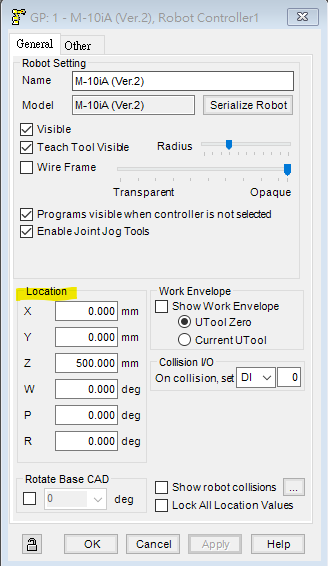 GP: 1 - M-10iA (Ver.2), Robot Controller1
General Other
Robot Setting
Name M-10iA (Ver.2)
Model M-10iA (Ver.2) Serialize Robot
Visible
Teach Tool Visible Radius
Wire Frame
Transparent Opaque
Programs visible when controller is not selected
Enable Joint Jog Tools
Location
X 0.000 mm
Y 0.000 mm
Z 500.000 mm
W 0.000 deg
P 0.000 deg
R 0.000 deg
Work Envelope
Show Work Envelope
UTool Zero
Current UTool
Collision I/O
On collision, set DI 0
Rotate Base CAD
0 deg
Show robot collisions ...
Lock All Location Values
OK Cancel Apply Help